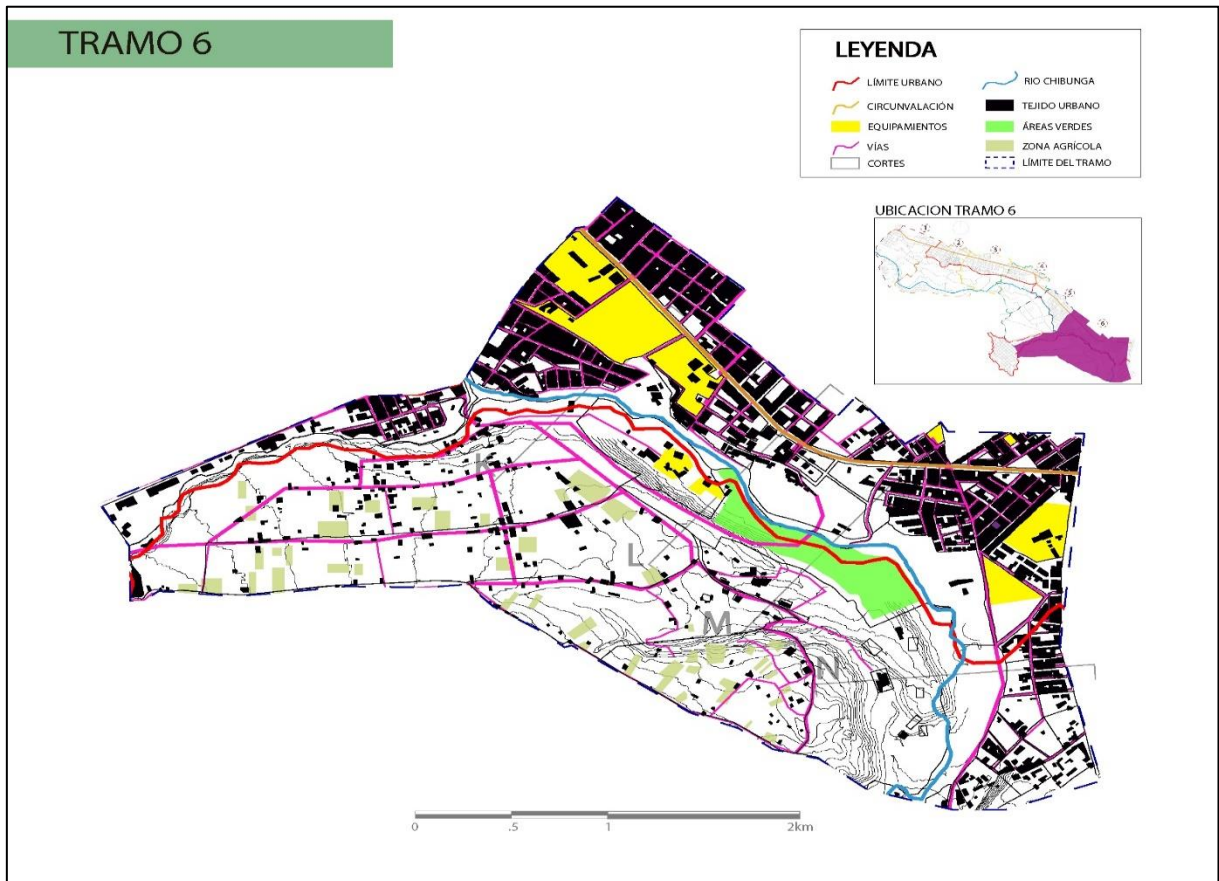 TRAMO 6
LEYENDA
LÍMITE URBANO
RIO CHIBUNGA
CIRCUNVALACIÓN
TEJIDO URBANO
EQUIPAMIENTOS
ÁREAS VERDES
VÍAS
ZONA AGRÍCOLA
CORTES
LÍMITE DEL TRAMO
UBICACION TRAMO 6
6
K
L
M
N
0 .5 1 2km